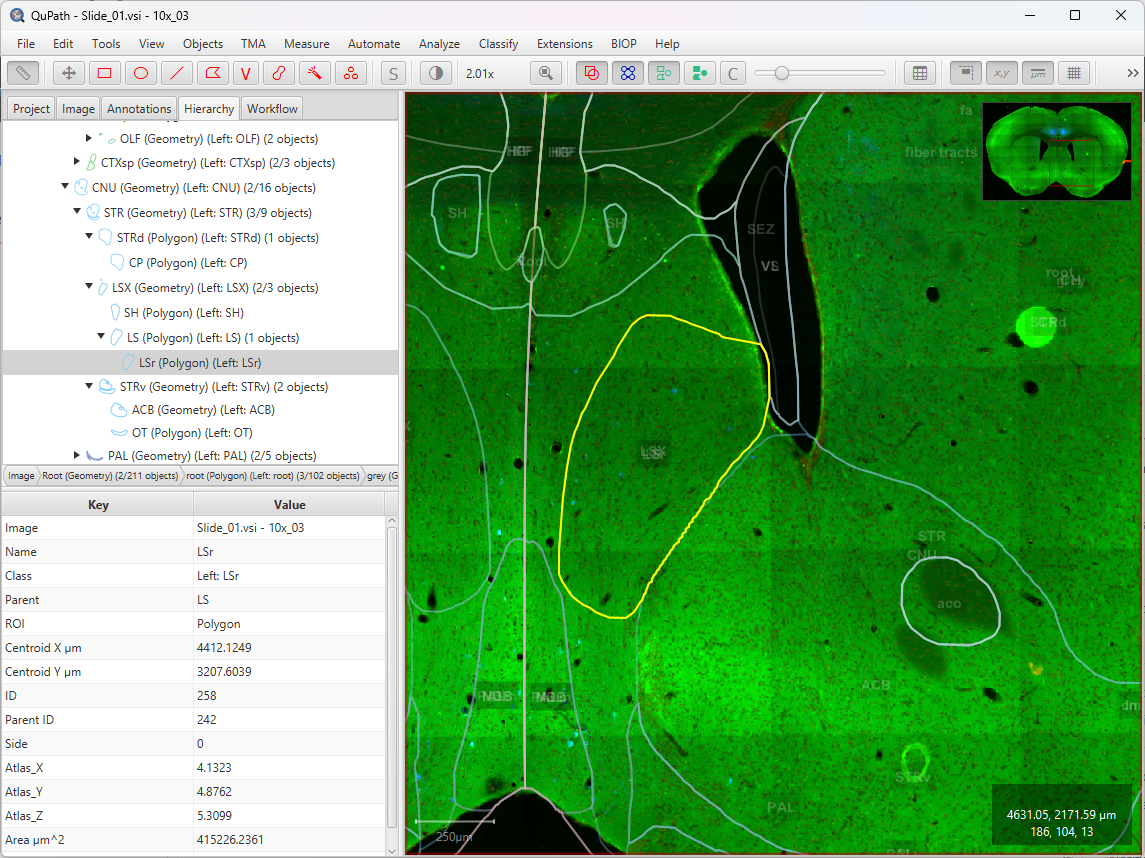 QuPath - Slide_01.vsi - 10x_03
File Edit Tools View Objects TMA Measure Automate Analyze Classify Extensions BIOP Help
V S 2.01x C x,y μm
Project Image Annotations Hierarchy Workflow
OLF (Geometry) (Left: OLF) (2 objects)
CTXsp (Geometry) (Left: CTXsp) (2/3 objects)
CNU (Geometry) (Left: CNU) (2/16 objects)
STR (Geometry) (Left: STR) (3/9 objects)
STRd (Polygon) (Left: STRd) (1 objects)
CP (Polygon) (Left: CP)
LSX (Geometry) (Left: LSX) (2/3 objects)
SH (Polygon) (Left: SH)
LS (Polygon) (Left: LS) (1 objects)
LSr (Polygon) (Left: LSr)
STRv (Geometry) (Left: STRv) (2 objects)
ACB (Geometry) (Left: ACB)
OT (Polygon) (Left: OT)
PAL (Geometry) (Left: PAL) (2/5 objects)
Image Root (Geometry) (2/211 objects) root (Polygon) (Left: root) (3/102 objects) grey (G
Key Value
Image Slide_01.vsi - 10x_03
Name LSr
Class Left: LSr
Parent LS
ROI Polygon
Centroid X μm 4412.1249
Centroid Y μm 3207.6039
ID 258
Parent ID 242
Side 0
Atlas_X 4.1323
Atlas_Y 4.8762
Atlas_Z 5.3099
Area μm^2 415226.2361
fa
fiber tracts
SH
SH
SEZ
Root
VS
root
STR
CNU
aco
ACB
STRv
PAL
250μm
4631.05, 2171.59 μm
186, 104, 13